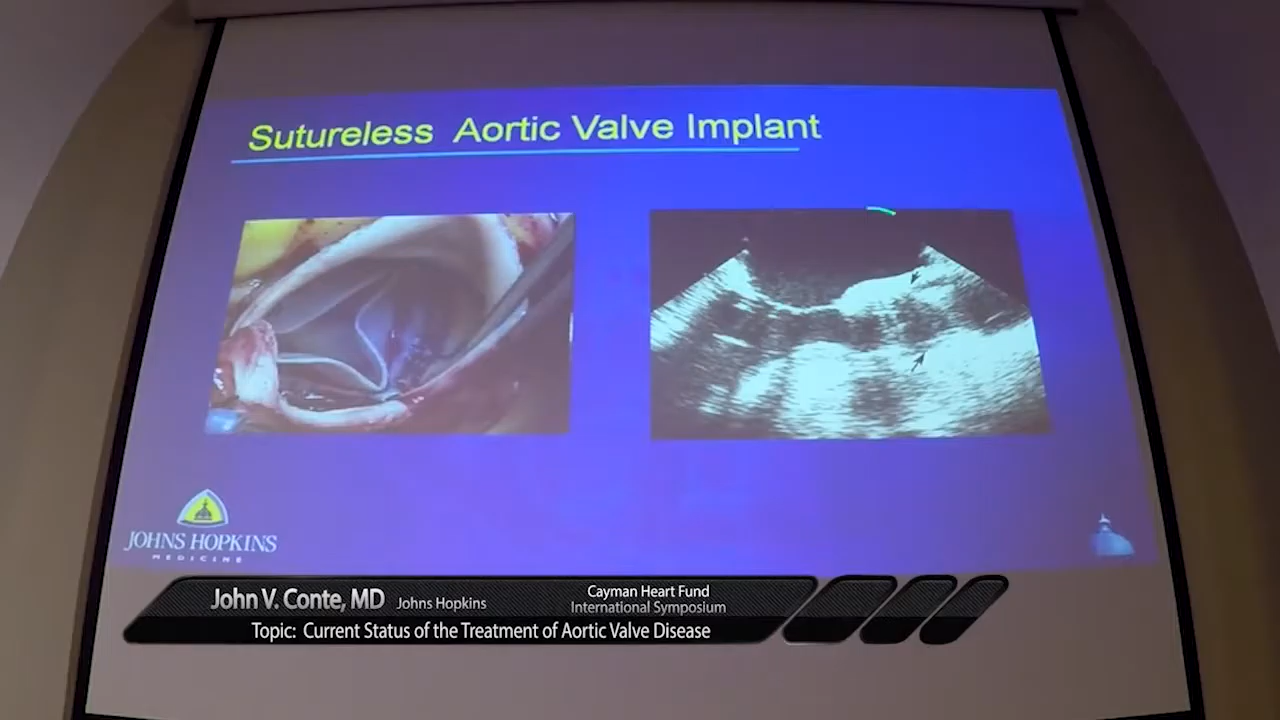 Sutureless Aortic Valve Implant
JOHNS HOPKINS
MEDICINE
John V. Conte, MD Johns Hopkins
Cayman Heart Fund
International Symposium
Topic: Current Status of the Treatment of Aortic Valve Disease